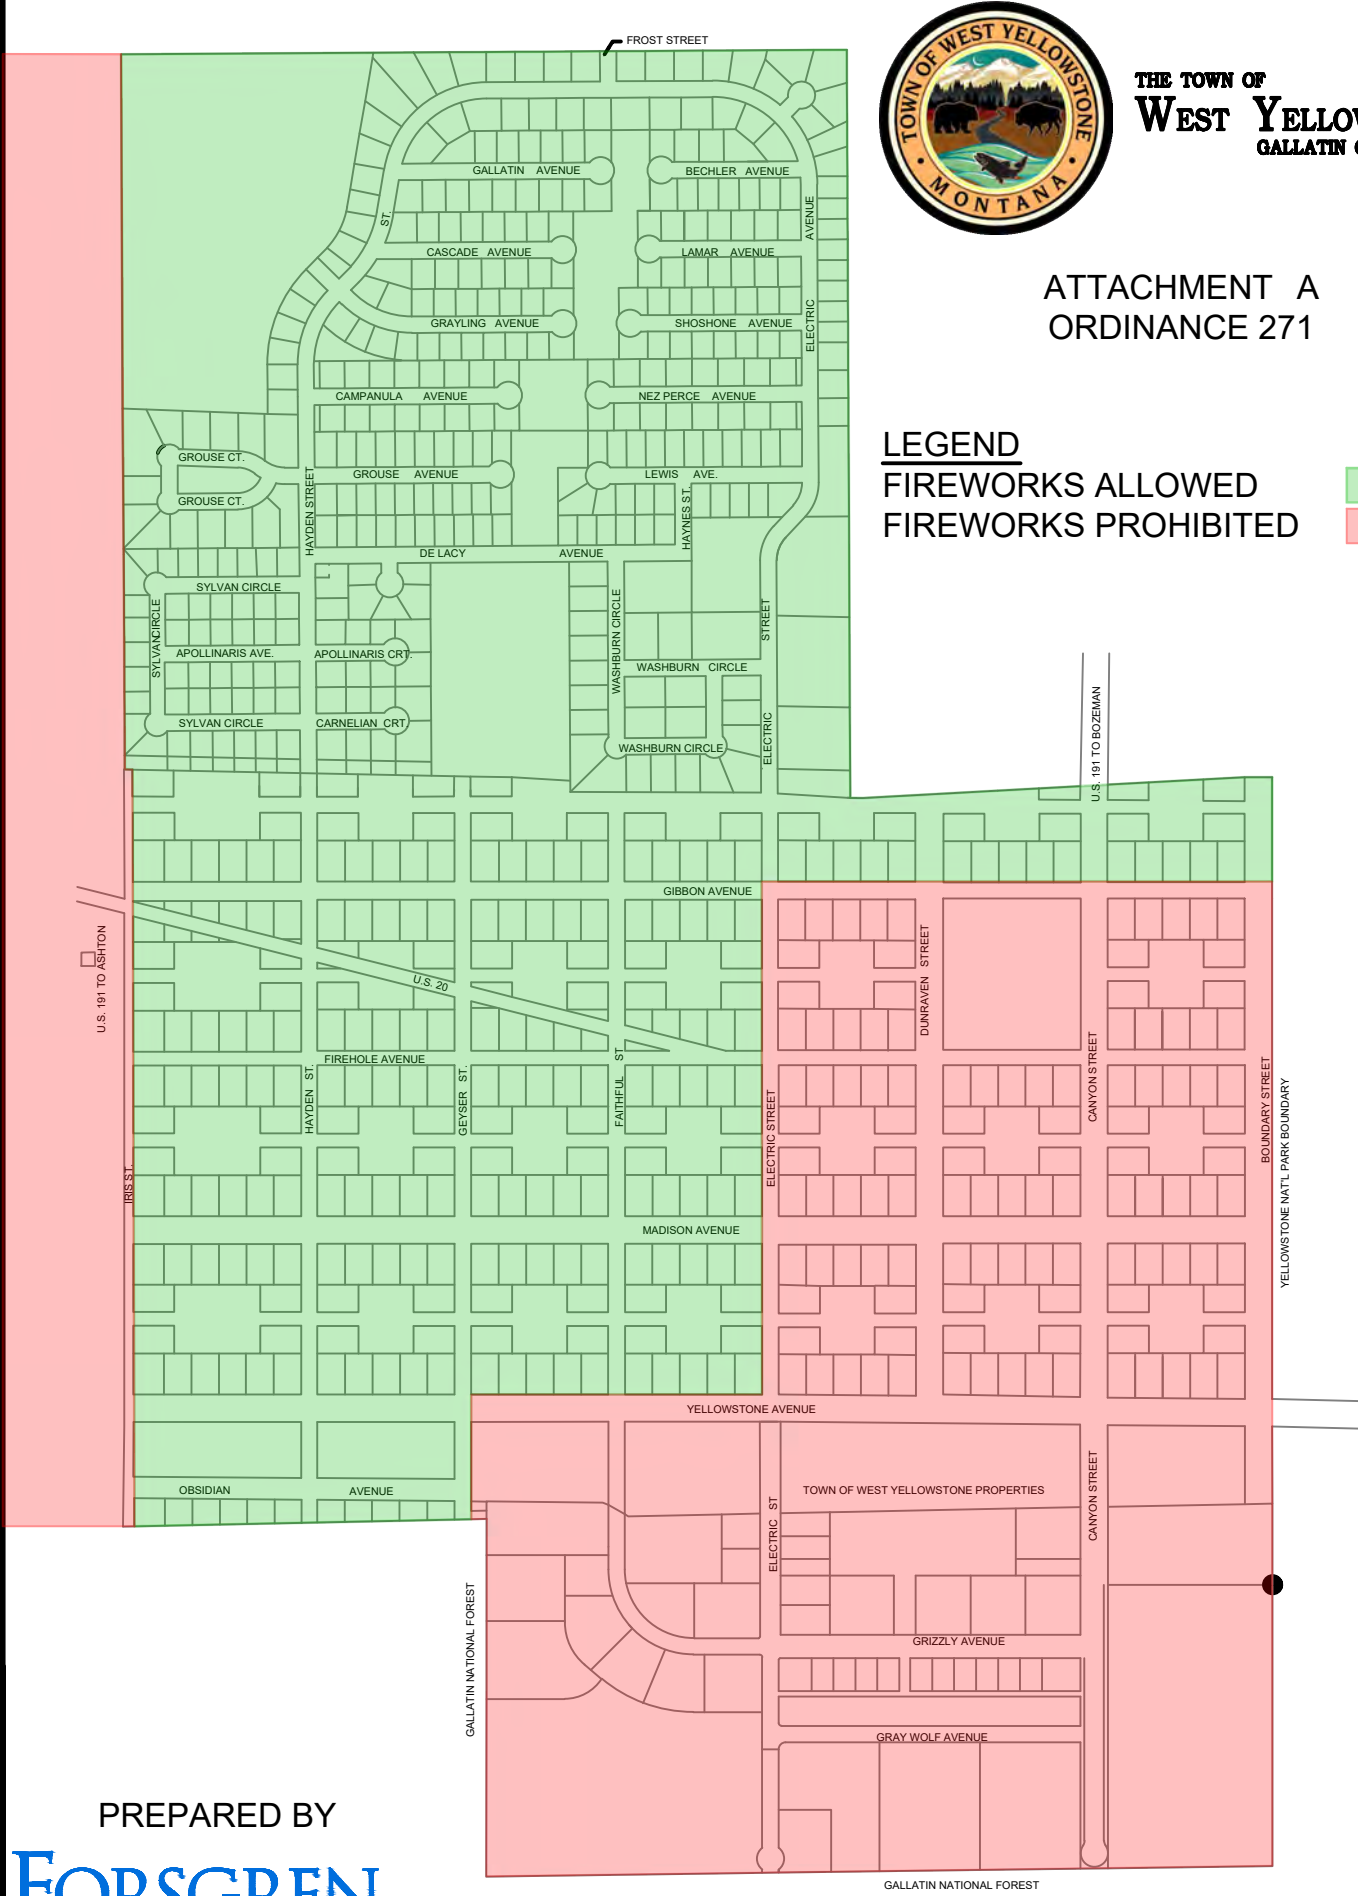 FROST STREET
TOWN OF WEST YELLOWSTONE
MONTANA
THE TOWN OF
WEST
GALLATIN
ATTACHMENT A
ORDINANCE 271
LEGEND
FIREWORKS ALLOWED
FIREWORKS PROHIBITED
GALLATIN AVENUE
BECHLER AVENUE
ST.
AVENUE
CASCADE AVENUE
LAMAR AVENUE
ELECTRIC
GRAYLING AVENUE
SHOSHONE AVENUE
CAMPANULA AVENUE
NEZ PERCE AVENUE
GROUSE CT.
GROUSE AVENUE
LEWIS AVE.
GROUSE CT.
HAYDEN STREET
HAYNES ST.
DE LACY AVENUE
SYLVAN CIRCLE
SYLVAN CIRCLE
WASHBURN CIRCLE
STREET
APOLLINARIS AVE.
APOLLINARIS CRT.
WASHBURN CIRCLE
SYLVAN CIRCLE
CARNELIAN CRT.
WASHBURN CIRCLE
ELECTRIC
U.S. 191 TO BOZEMAN
GIBBON AVENUE
U.S. 191 TO ASHTON
U.S. 20
DUNRAVEN STREET
FIREHOLE AVENUE
HAYDEN ST.
GEYSER ST.
FAITHFUL ST
ELECTRIC STREET
CANYON STREET
BOUNDARY STREET
YELLOWSTONE NAT'L PARK BOUNDARY
IRIS ST.
MADISON AVENUE
YELLOWSTONE AVENUE
OBSIDIAN AVENUE
TOWN OF WEST YELLOWSTONE PROPERTIES
ELECTRIC ST
CANYON STREET
GALLATIN NATIONAL FOREST
GRIZZLY AVENUE
GRAY WOLF AVENUE
PREPARED BY
FORSGREN
GALLATIN NATIONAL FOREST